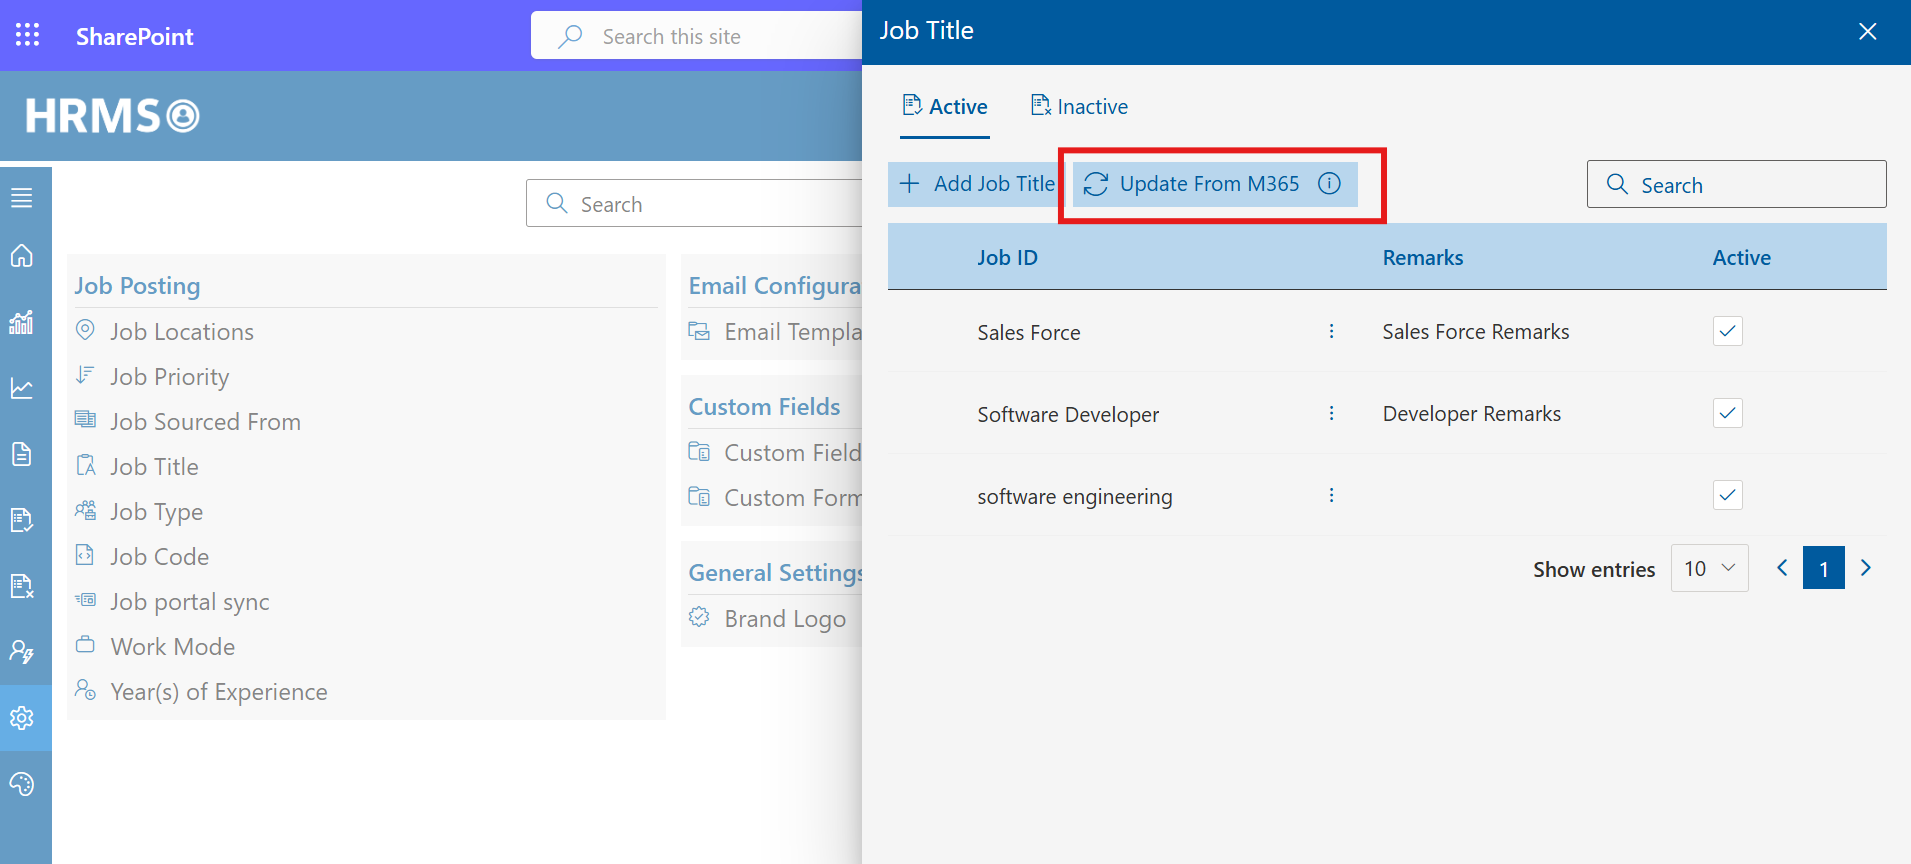 SharePoint
Search this site
HRMS
Search
Job Posting
Job Locations
Job Priority
Job Sourced From
Job Title
Job Type
Job Code
Job portal sync
Work Mode
Year(s) of Experience
Email Configura
Email Templa
Custom Fields
Custom Field
Custom Form
General Settings
Brand Logo
Job Title
Active Inactive
Add Job Title Update From M365 Search
Job ID Remarks Active
Sales Force Sales Force Remarks
Software Developer Developer Remarks
software engineering
Show entries 10 1